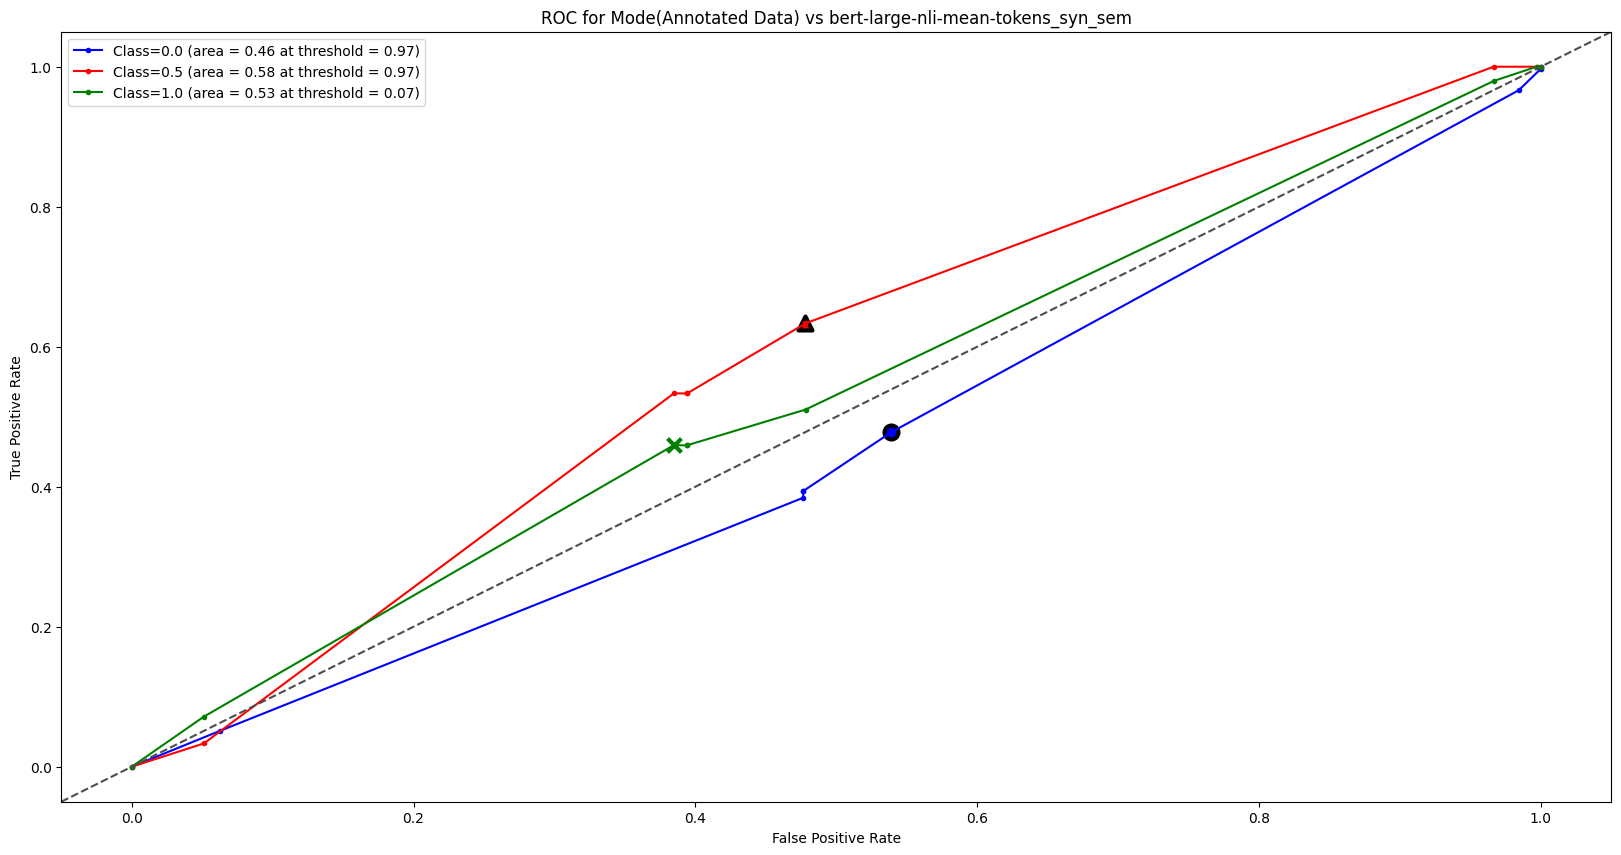 ROC for Mode(Annotated Data) vs bert-large-nli-mean-tokens_syn_sem
Class=0.0 (area = 0.46 at threshold = 0.97)
Class=0.5 (area = 0.58 at threshold = 0.97)
Class=1.0 (area = 0.53 at threshold = 0.07)
True Positive Rate
1.0
0.8
0.6
0.4
0.2
0.0
0.0 0.2 0.4 0.6 0.8 1.0
False Positive Rate